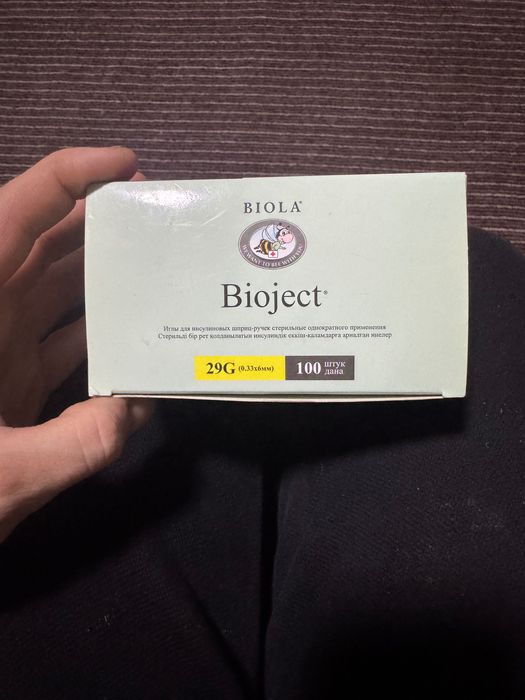 BIOLA®
WE WANT TO BEE WITH YOU
Bioject®
Иглы для инсулиновых шприц-ручек стерильные однократного применения
Стерильді бір рет қолданылатын инсулиндік еккіш-қаламдарға арналған инелер
29G (0.33x6мм)
100 штук
дана